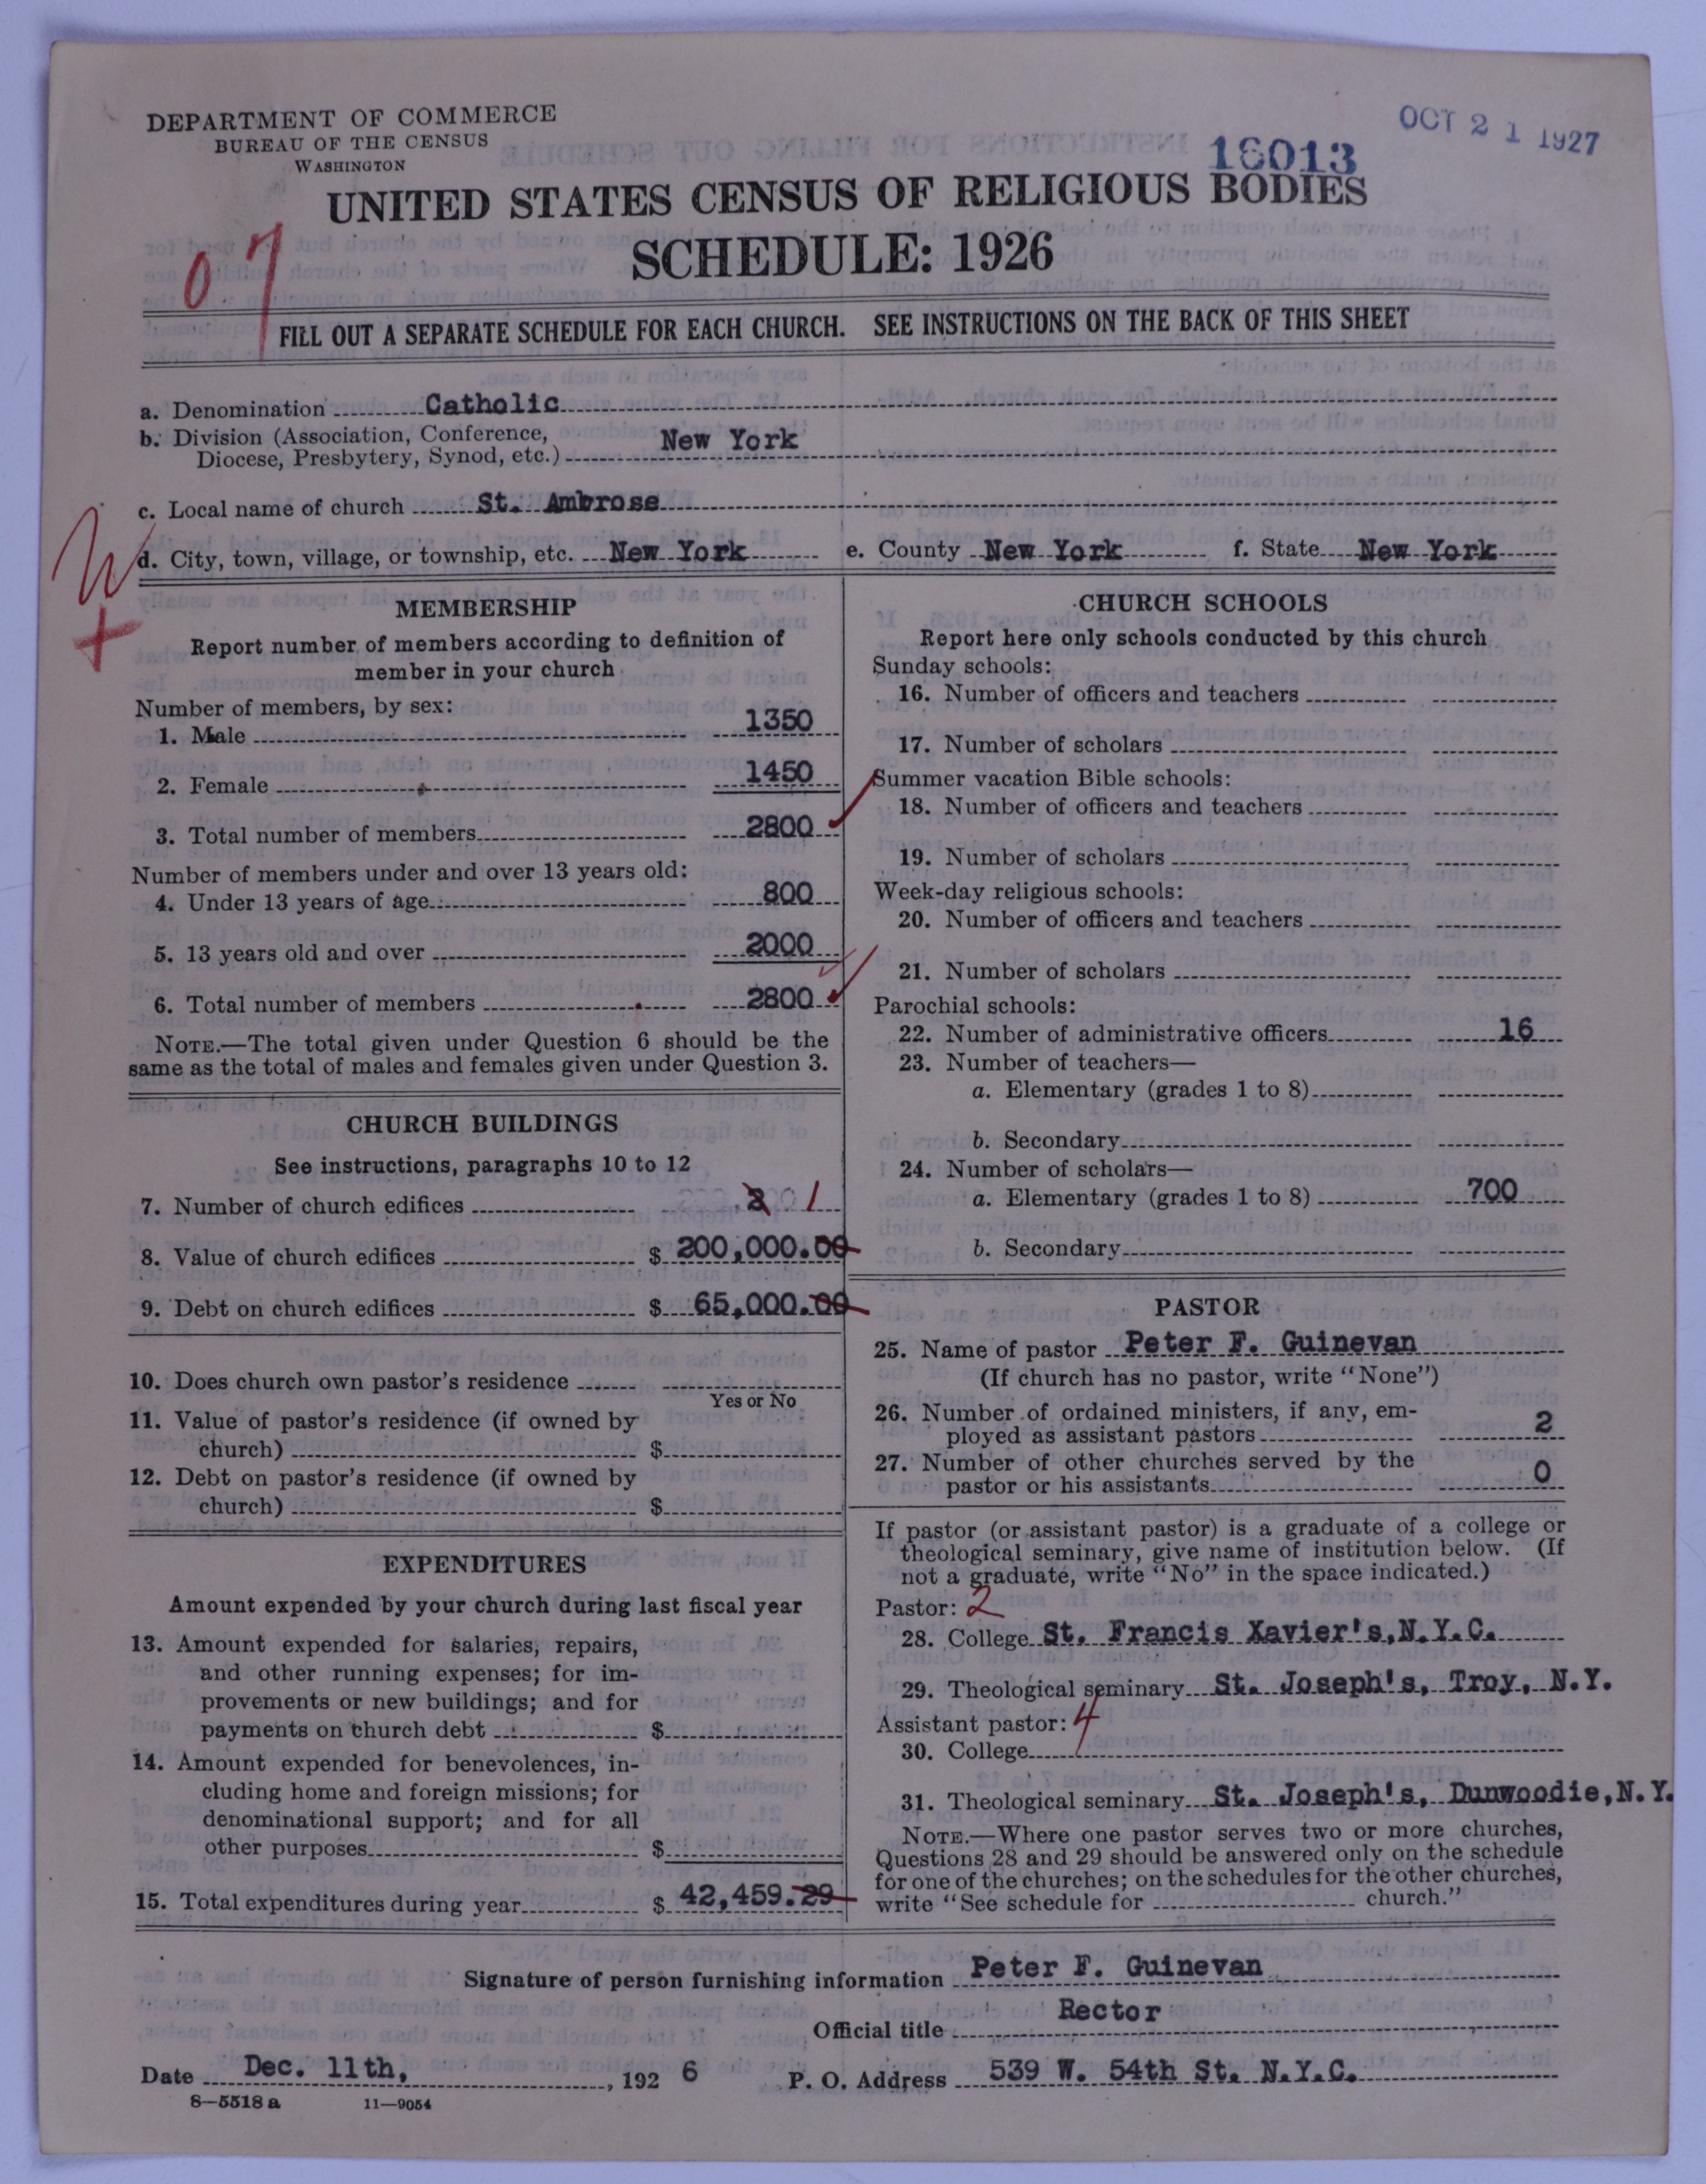 DEPARTMENT OF COMMERCE
BUREAU OF THE CENSUS
WASHINGTON
OCT 21 1927
16013
UNITED STATES CENSUS OF RELIGIOUS BODIES
SCHEDULE: 1926
07
FILL OUT A SEPARATE SCHEDULE FOR EACH CHURCH. SEE INSTRUCTIONS ON THE BACK OF THIS SHEET
a. Denomination Catholic
b. Division (Association, Conference,
Diocese, Presbytery, Synod, etc.) New York
c. Local name of church St. Ambrose
d. City, town, village, or township, etc. New York e. County New York f. State New York
MEMBERSHIP
Report number of members according to definition of
member in your church
Number of members, by sex:
1. Male 1350
2. Female 1450
3. Total number of members 2800
Number of members under and over 13 years old:
4. Under 13 years of age 800
5. 13 years old and over 2000
6. Total number of members 2800
NOTE.—The total given under Question 6 should be the
same as the total of males and females given under Question 3.
CHURCH BUILDINGS
See instructions, paragraphs 10 to 12
7. Number of church edifices 1
8. Value of church edifices $ 200,000.00
9. Debt on church edifices $ 65,000.00
10. Does church own pastor's residence
Yes or No
11. Value of pastor's residence (if owned by
church) $
12. Debt on pastor's residence (if owned by
church) $
EXPENDITURES
Amount expended by your church during last fiscal year
13. Amount expended for salaries, repairs,
and other running expenses; for im-
provements or new buildings; and for
payments on church debt $
14. Amount expended for benevolences, in-
cluding home and foreign missions; for
denominational support; and for all
other purposes $
15. Total expenditures during year $ 42,459.29
CHURCH SCHOOLS
Report here only schools conducted by this church
Sunday schools:
16. Number of officers and teachers
17. Number of scholars
Summer vacation Bible schools:
18. Number of officers and teachers
19. Number of scholars
Week-day religious schools:
20. Number of officers and teachers
21. Number of scholars
Parochial schools:
22. Number of administrative officers 16
23. Number of teachers—
a. Elementary (grades 1 to 8)
b. Secondary
24. Number of scholars—
a. Elementary (grades 1 to 8) 700
b. Secondary
PASTOR
25. Name of pastor Peter F. Guinevan
(If church has no pastor, write "None")
26. Number of ordained ministers, if any, em-
ployed as assistant pastors 2
27. Number of other churches served by the
pastor or his assistants 0
If pastor (or assistant pastor) is a graduate of a college or
theological seminary, give name of institution below. (If
not a graduate, write "No" in the space indicated.)
Pastor: 2
28. College St. Francis Xavier's, N.Y.C.
29. Theological seminary St. Joseph's, Troy, N.Y.
Assistant pastor: 4
30. College
31. Theological seminary St. Joseph's, Dunwoodie, N.Y.
NOTE.—Where one pastor serves two or more churches,
Questions 28 and 29 should be answered only on the schedule
for one of the churches; on the schedules for the other churches,
write "See schedule for church."
Signature of person furnishing information Peter F. Guinevan
Official title Rector
Date Dec. 11th, 1926 P. O. Address 539 W. 54th St. N.Y.C.
8—5518 a 11—9054